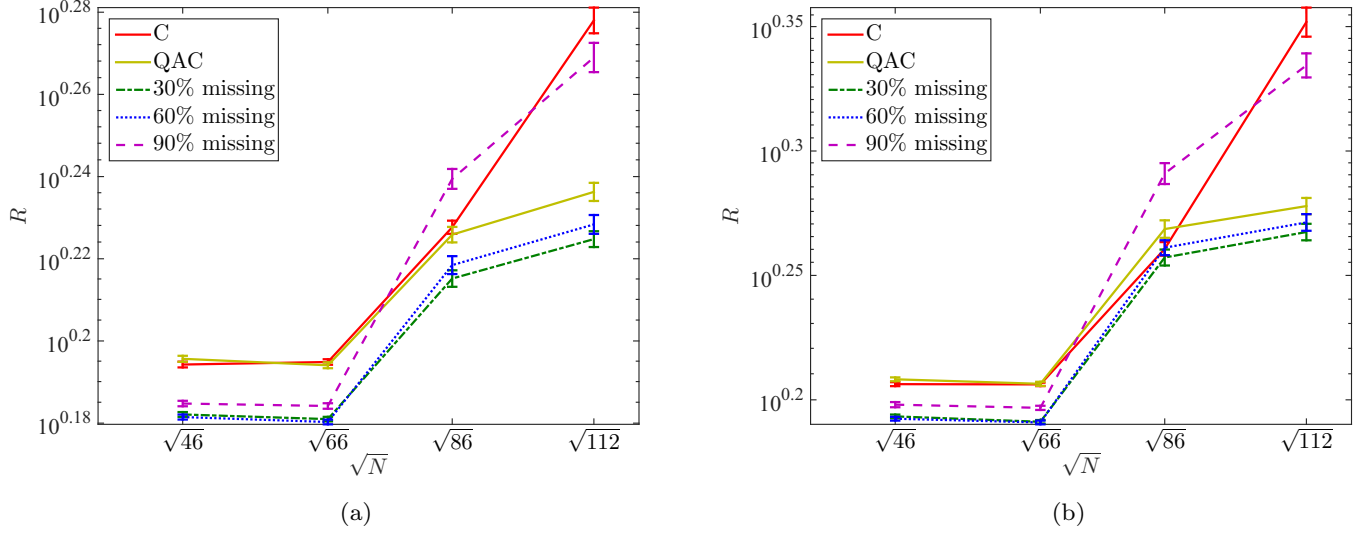 C
QAC
30% missing
60% missing
90% missing
10^0.28
10^0.26
10^0.24
10^0.22
10^0.2
10^0.18
R
√46
√66
√86
√112
√N
(a)
C
QAC
30% missing
60% missing
90% missing
10^0.35
10^0.3
10^0.25
10^0.2
R
√46
√66
√86
√112
√N
(b)